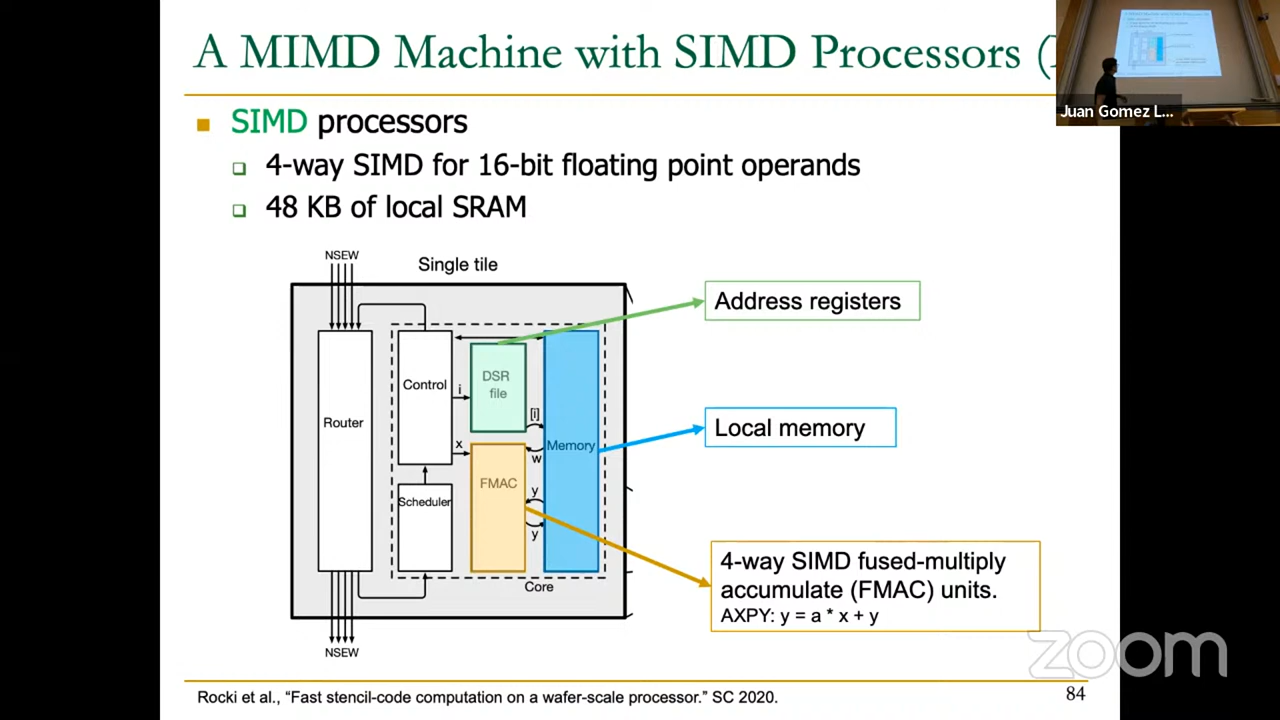 A MIMD Machine with SIMD Processors (
Juan Gomez L...
SIMD processors
4-way SIMD for 16-bit floating point operands
48 KB of local SRAM
NSEW
Single tile
Address registers
Control
i
DSR
file
[i]
Router
x
Memory
Local memory
w
FMAC
y
Scheduler
y
4-way SIMD fused-multiply
accumulate (FMAC) units.
AXPY: y = a * x + y
Core
NSEW
zoom
Rocki et al., “Fast stencil-code computation on a wafer-scale processor.” SC 2020.
84